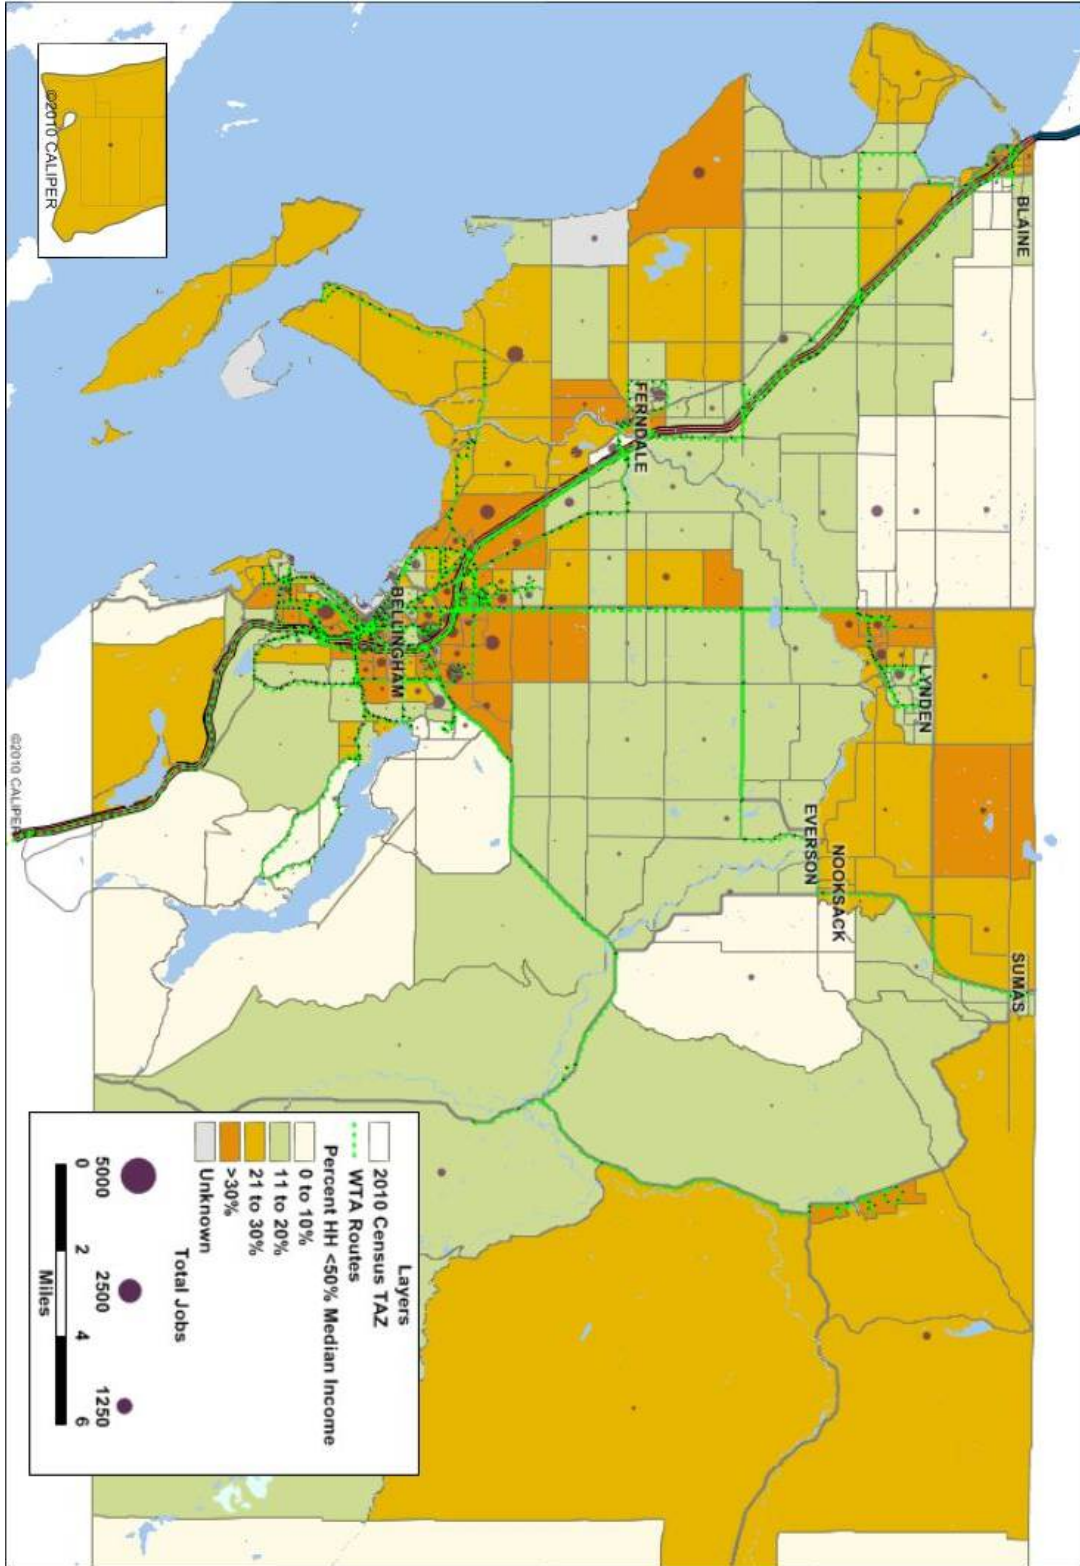 BLAINE
FERNDALE
LYNDEN
BELLINGHAM
EVERSON
NOOKSACK
SUMAS
©2010 CALIPER
©2010 CALIPER
Layers
2010 Census TAZ
WTA Routes
Percent HH <50% Median Income
0 to 10%
11 to 20%
21 to 30%
>30%
Unknown
Total Jobs
5000 2500 1250
0 2 4 6
Miles